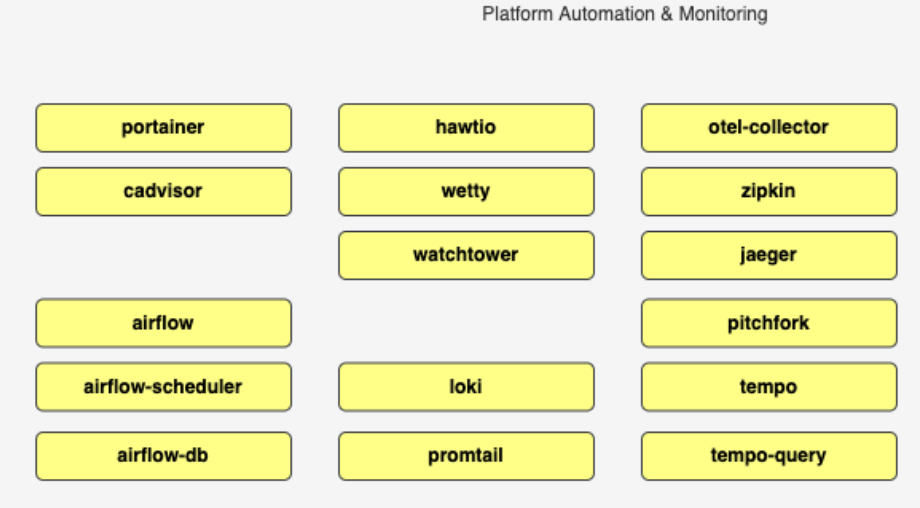 Platform Automation & Monitoring
portainer
hawtio
otel-collector
cadvisor
wetty
zipkin
watchtower
jaeger
airflow
pitchfork
airflow-scheduler
loki
tempo
airflow-db
promtail
tempo-query